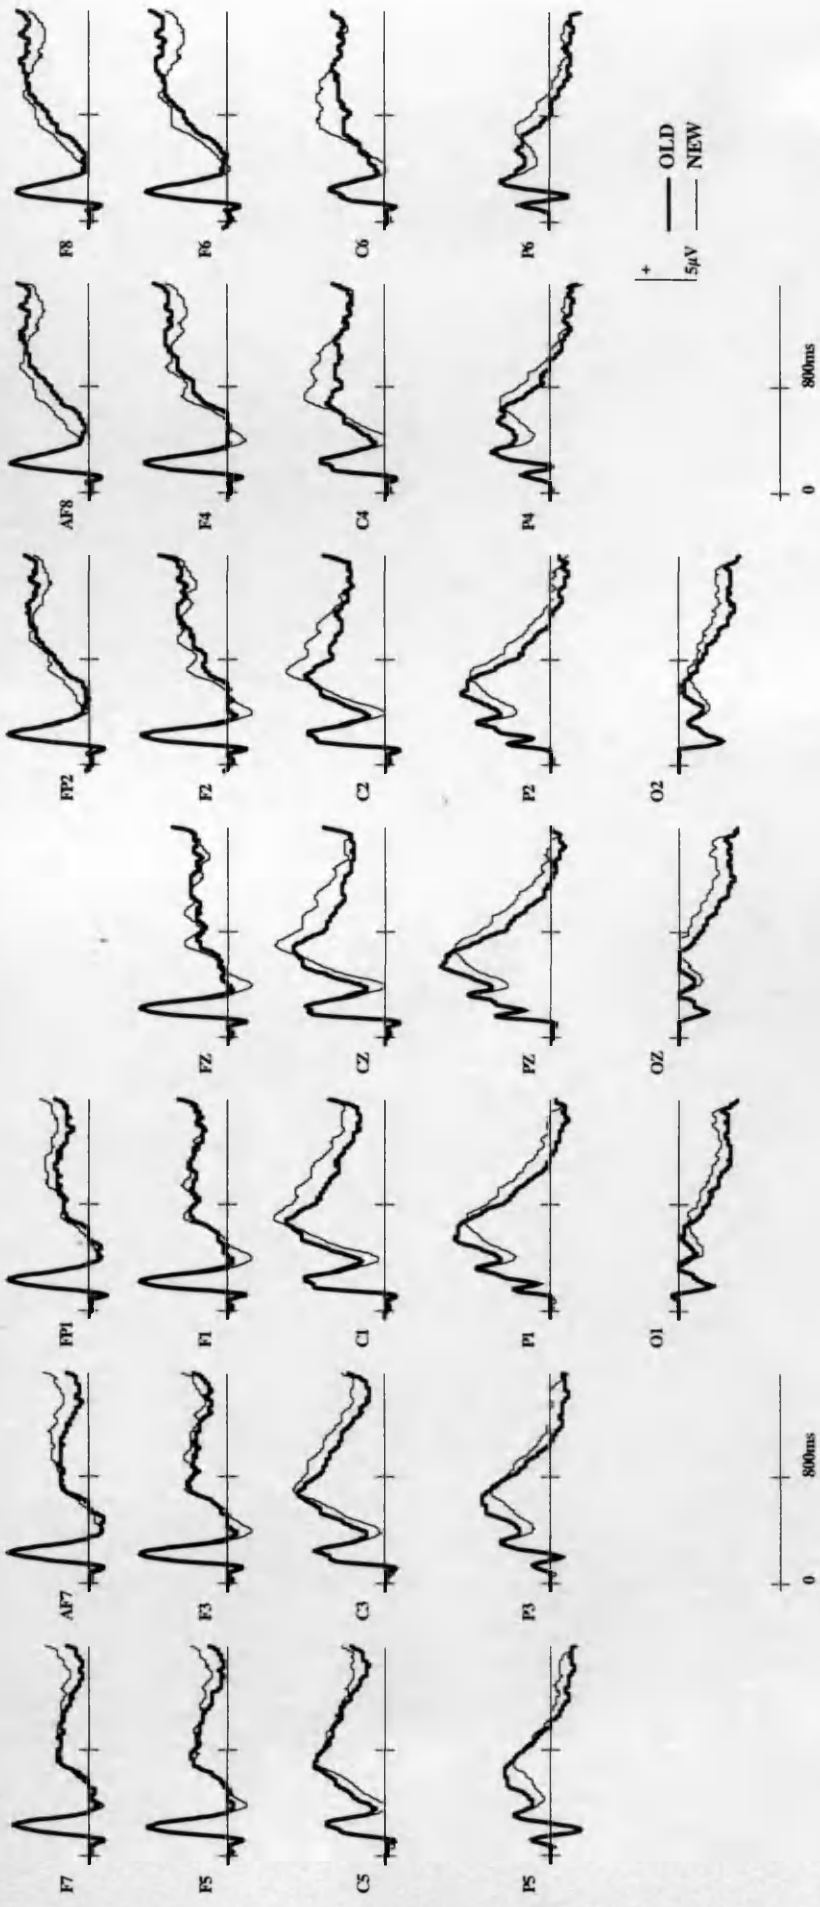 F7 AF7 FP1 FP2 AF8 F8
F5 F3 F1 FZ F2 F4 F6
C5 C3 C1 CZ C2 C4 C6
P5 P3 P1 PZ P2 P4 P6
O1 OZ O2
+
5µV
OLD
NEW
0 800ms
0 800ms